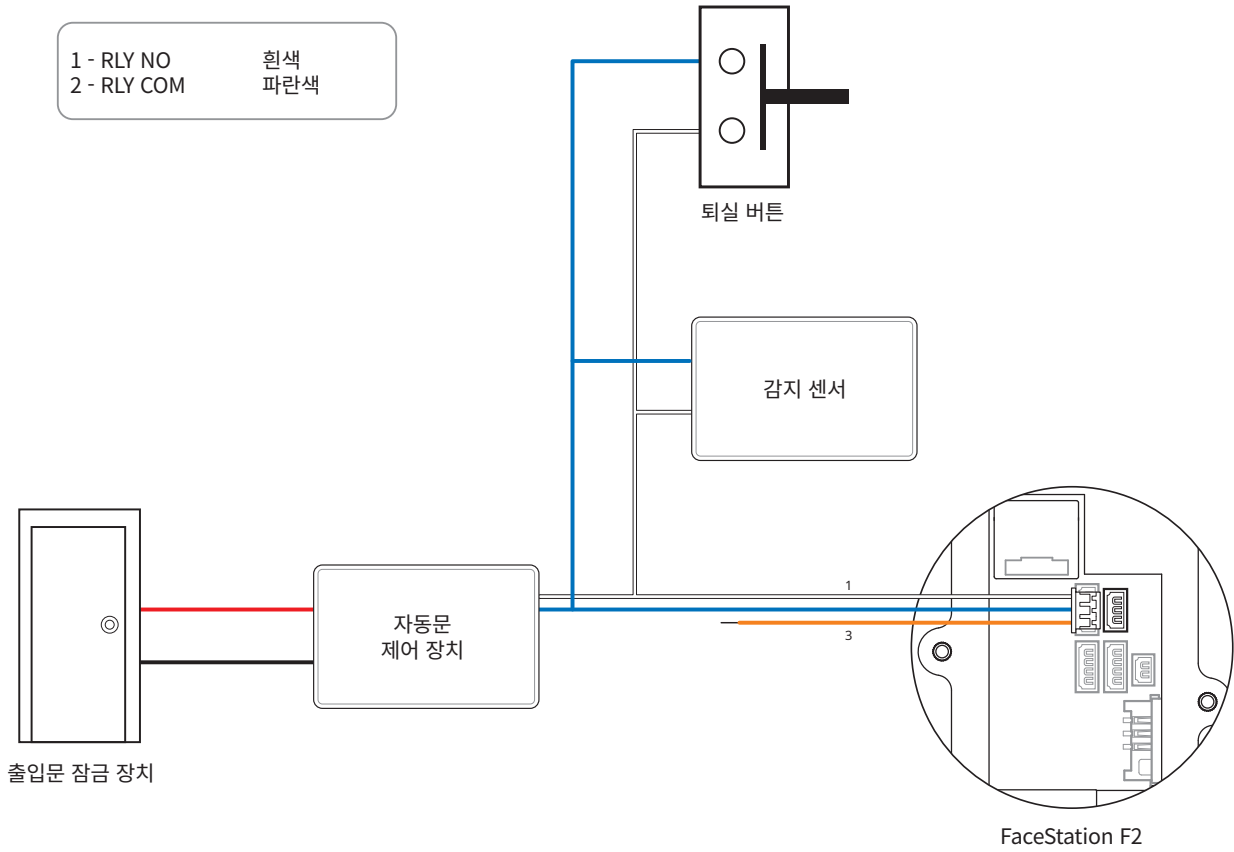 1 - RLY NO 흰색
2 - RLY COM 파란색
퇴실 버튼
감지 센서
1
3
자동문
제어 장치
출입문 잠금 장치
FaceStation F2